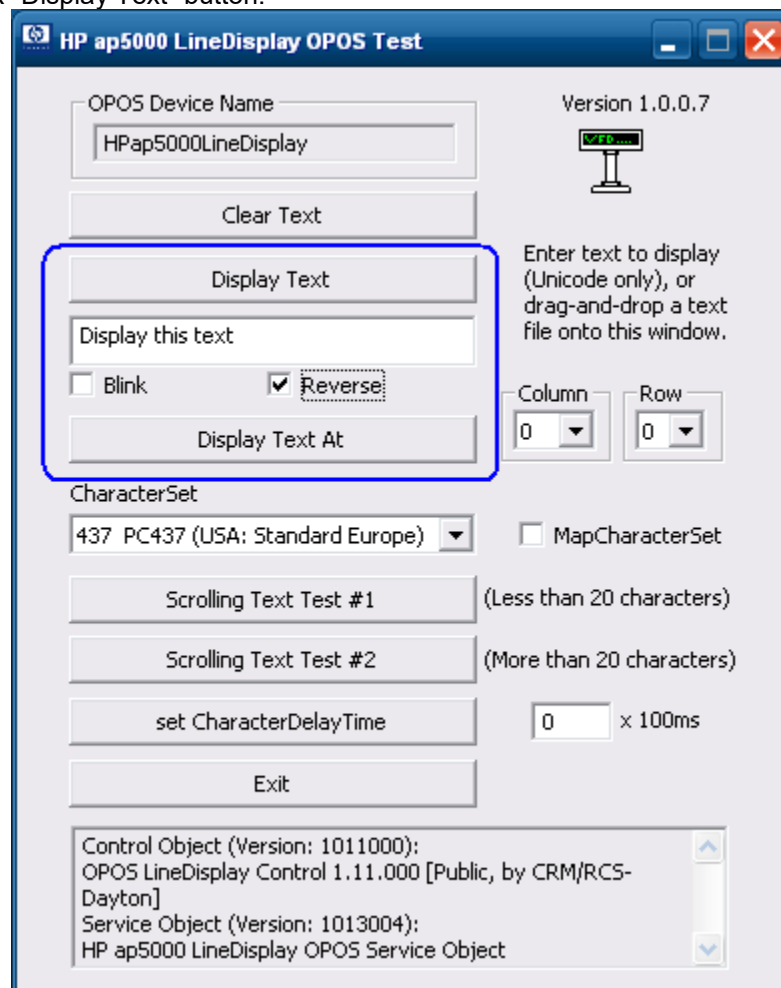 "Display Text" button.
HP ap5000 LineDisplay OPOS Test
OPOS Device Name
HPap5000LineDisplay
Version 1.0.0.7
VFD....
Clear Text
Display Text
Enter text to display
(Unicode only), or
drag-and-drop a text
file onto this window.
Display this text
Blink
Reverse
Column
0
Row
0
Display Text At
CharacterSet
437 PC437 (USA: Standard Europe)
MapCharacterSet
Scrolling Text Test #1
(Less than 20 characters)
Scrolling Text Test #2
(More than 20 characters)
set CharacterDelayTime
0
x 100ms
Exit
Control Object (Version: 1011000):
OPOS LineDisplay Control 1.11.000 [Public, by CRM/RCS-
Dayton]
Service Object (Version: 1013004):
HP ap5000 LineDisplay OPOS Service Object